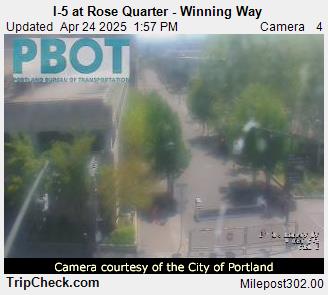 I-5 at Rose Quarter - Winning Way
Updated Apr 24 2025 1:57 PM Camera 4
PBOT
PORTLAND BUREAU OF TRANSPORTATION
Camera courtesy of the City of Portland
TripCheck.com Milepost302.00